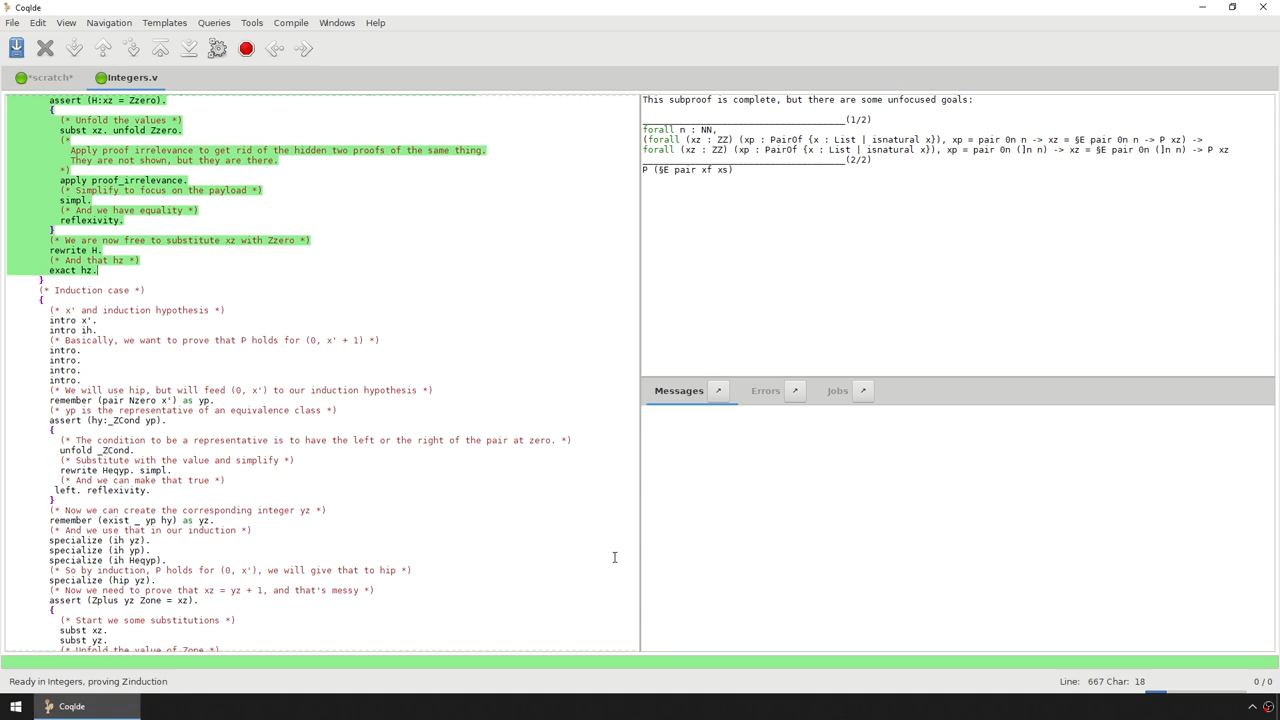 CoqIde
File Edit View Navigation Templates Queries Tools Compile Windows Help
*scratch* Integers.v
assert (H:xz = Zzero).
{
(* Unfold the values *)
subst xz. unfold Zzero.
(*
Apply proof irrelevance to get rid of the hidden two proofs of the same thing.
They are not shown, but they are there.
*)
apply proof_irrelevance.
(* Simplify to focus on the payload *)
simpl.
(* And we have equality *)
reflexivity.
}
(* We are now free to substitute xz with Zzero *)
rewrite H.
(* And that hz *)
exact hz.
}
(* Induction case *)
{
(* x' and induction hypothesis *)
intro x'.
intro ih.
(* Basically, we want to prove that P holds for (0, x' + 1) *)
intro.
intro.
intro.
intro.
(* We will use hip, but will feed (0, x') to our induction hypothesis *)
remember (pair Nzero x') as yp.
(* yp is the representative of an equivalence class *)
assert (hy:_ZCond yp).
{
(* The condition to be a representative is to have the left or the right of the pair at zero. *)
unfold _ZCond.
(* Substitute with the value and simplify *)
rewrite Heqyp. simpl.
(* And we can make that true *)
left. reflexivity.
}
(* Now we can create the corresponding integer yz *)
remember (exist _ yp hy) as yz.
(* And we use that in our induction *)
specialize (ih yz).
specialize (ih yp).
specialize (ih Heqyp).
(* So by induction, P holds for (0, x'), we will give that to hip *)
specialize (hip yz).
(* Now we need to prove that xz = yz + 1, and that's messy *)
assert (Zplus yz Zone = xz).
{
(* Start we some substitutions *)
subst xz.
subst yz.
(* Unfold the value of Zone *)
This subproof is complete, but there are some unfocused goals:
______________________________________(1/2)
forall n : NN,
(forall (xz : ZZ) (xp : PairOf {x : List | isnatural x}), xp = pair 0n n -> xz = §E pair 0n n -> P xz) ->
forall (xz : ZZ) (xp : PairOf {x : List | isnatural x}), xp = pair 0n (]n n) -> xz = §E pair 0n (]n n) -> P xz
______________________________________(2/2)
P (§E pair xf xs)
Messages Errors Jobs
Ready in Integers, proving Zinduction
Line: 667 Char: 18 0 / 0
CoqIde